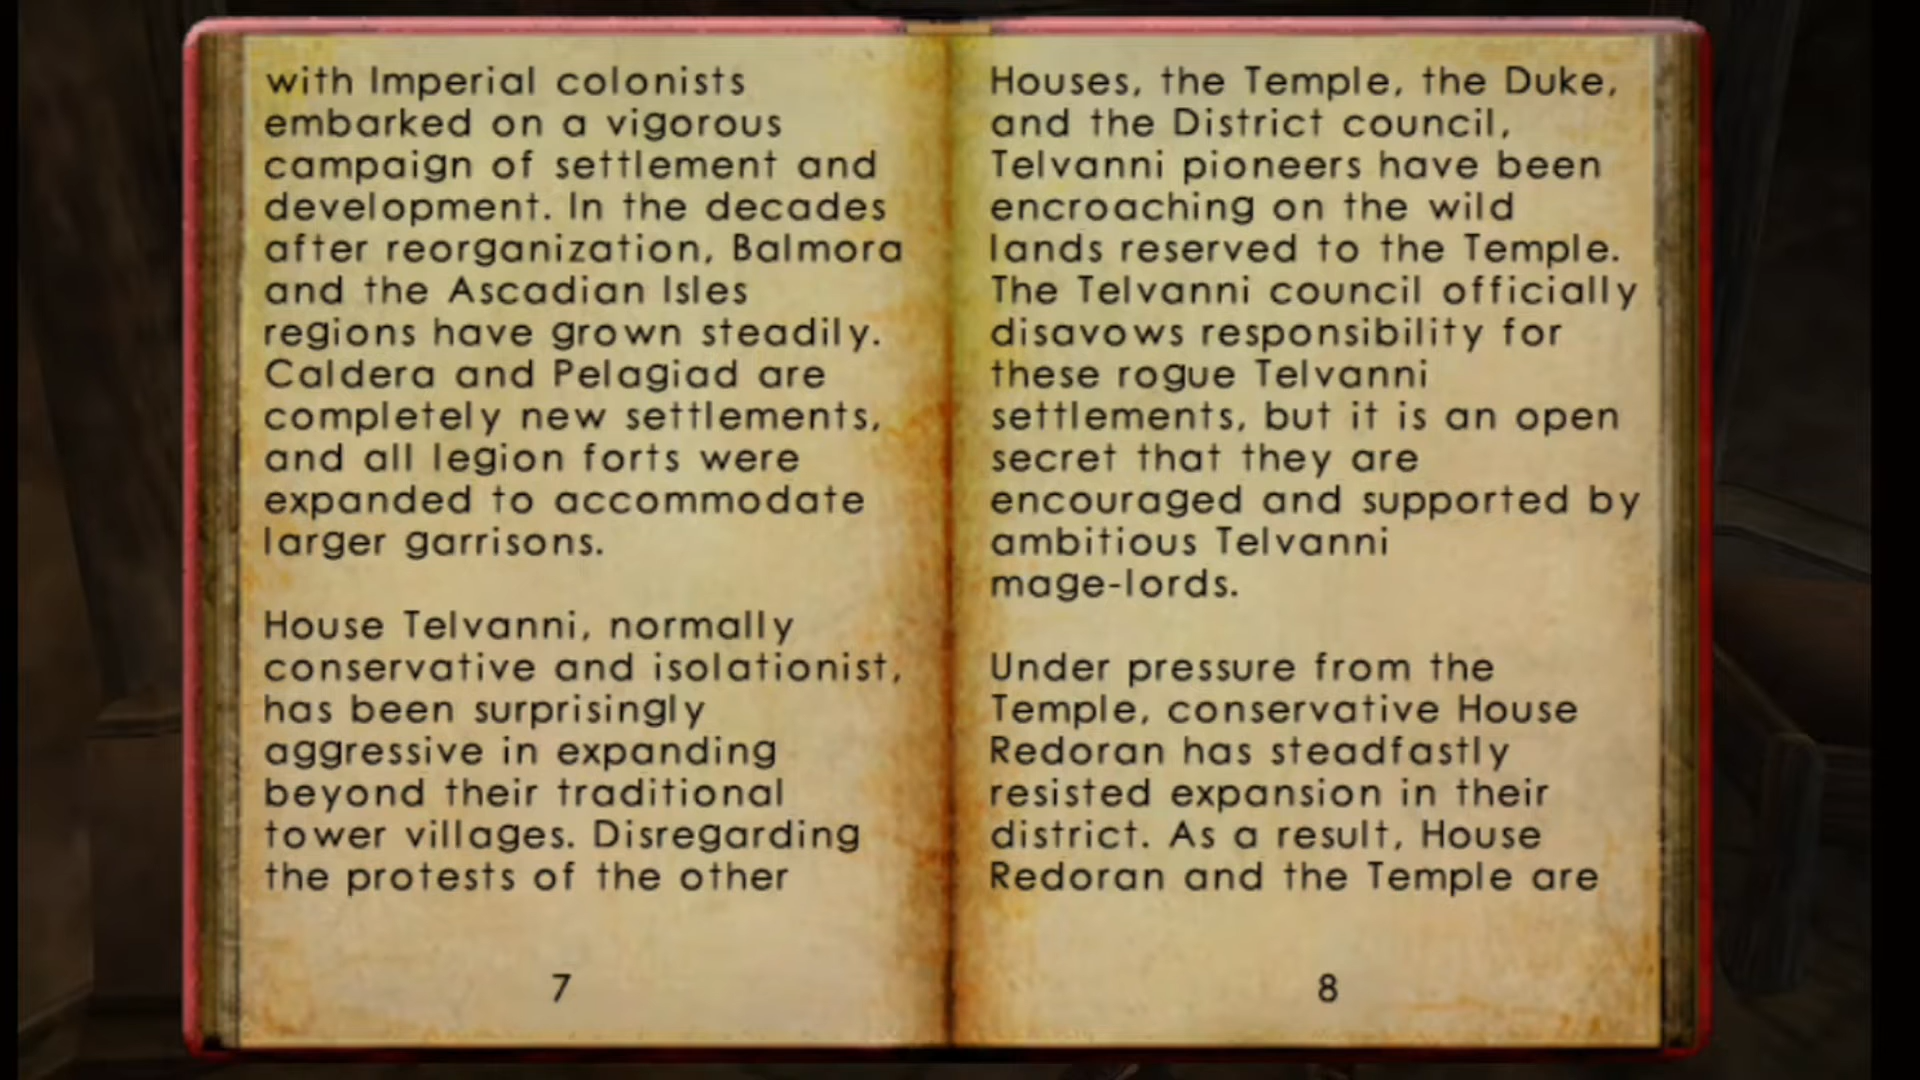 with Imperial colonists
embarked on a vigorous
campaign of settlement and
development. In the decades
after reorganization, Balmora
and the Ascadian Isles
regions have grown steadily.
Caldera and Pelagiad are
completely new settlements,
and all legion forts were
expanded to accommodate
larger garrisons.
House Telvanni, normally
conservative and isolationist,
has been surprisingly
aggressive in expanding
beyond their traditional
tower villages. Disregarding
the protests of the other
7
Houses, the Temple, the Duke,
and the District council,
Telvanni pioneers have been
encroaching on the wild
lands reserved to the Temple.
The Telvanni council officially
disavows responsibility for
these rogue Telvanni
settlements, but it is an open
secret that they are
encouraged and supported by
ambitious Telvanni
mage-lords.
Under pressure from the
Temple, conservative House
Redoran has steadfastly
resisted expansion in their
district. As a result, House
Redoran and the Temple are
8